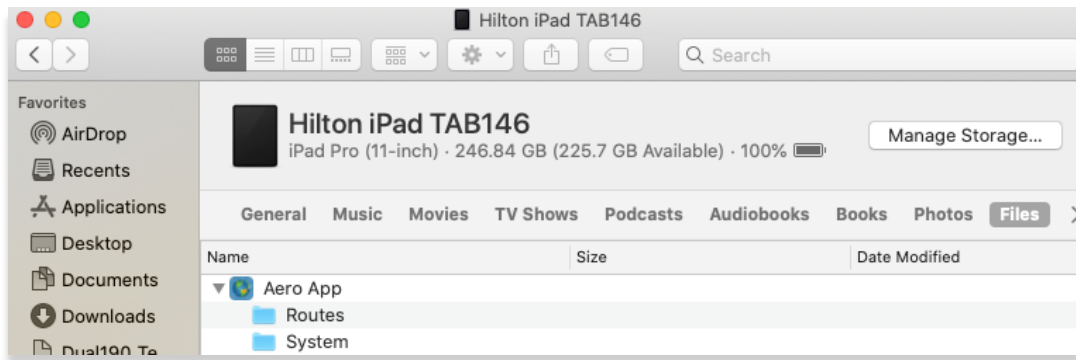 Hilton iPad TAB146
Search
Favorites
AirDrop
Recents
Applications
Desktop
Documents
Downloads
Dual190 Te
Hilton iPad TAB146
iPad Pro (11-inch) · 246.84 GB (225.7 GB Available) · 100%
Manage Storage...
General Music Movies TV Shows Podcasts Audiobooks Books Photos Files
Name Size Date Modified
Aero App
Routes
System